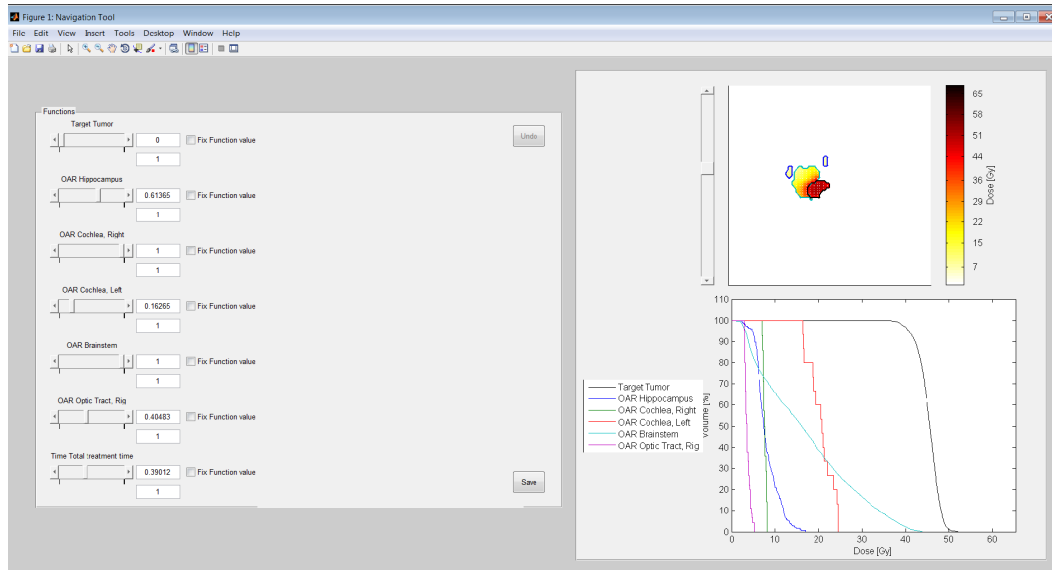 Figure 1: Navigation Tool
File Edit View Insert Tools Desktop Window Help
Functions
Target Tumor
0
Fix Function value
1
Undo
OAR Hippocampus
0.61365
Fix Function value
1
OAR Cochlea, Right
1
Fix Function value
1
OAR Cochlea, Left
0.16265
Fix Function value
1
OAR Brainstem
1
Fix Function value
1
OAR Optic Tract, Rig
0.40483
Fix Function value
1
Time Total treatment time
0.39012
Fix Function value
1
Save
65
58
51
44
36
29
22
15
7
Dose [Gy]
Target Tumor
OAR Hippocampus
OAR Cochlea, Right
OAR Cochlea, Left
OAR Brainstem
OAR Optic Tract, Rig
Volume [%]
110
100
90
80
70
60
50
40
30
20
10
0
0 10 20 30 40 50 60
Dose [Gy]